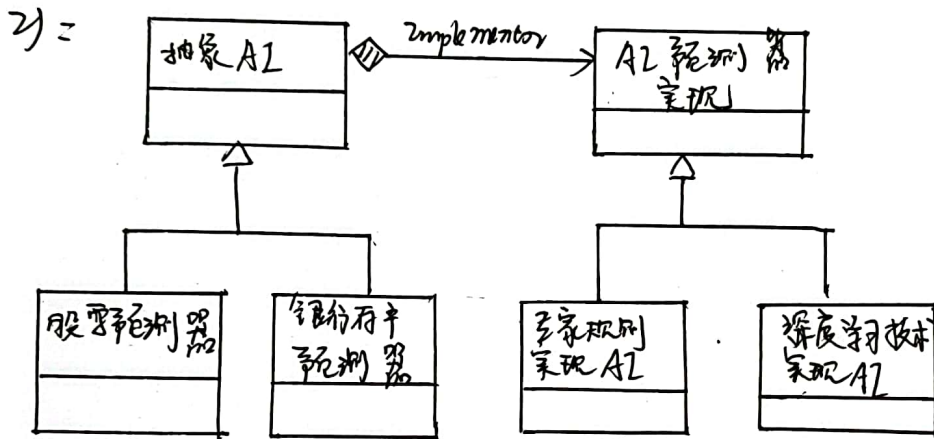 2):
抽象AI
Implementor
AI预测器
实现
股票预测器
银行存
预测器
专家规则
实现AI
深度学习技术
实现AI